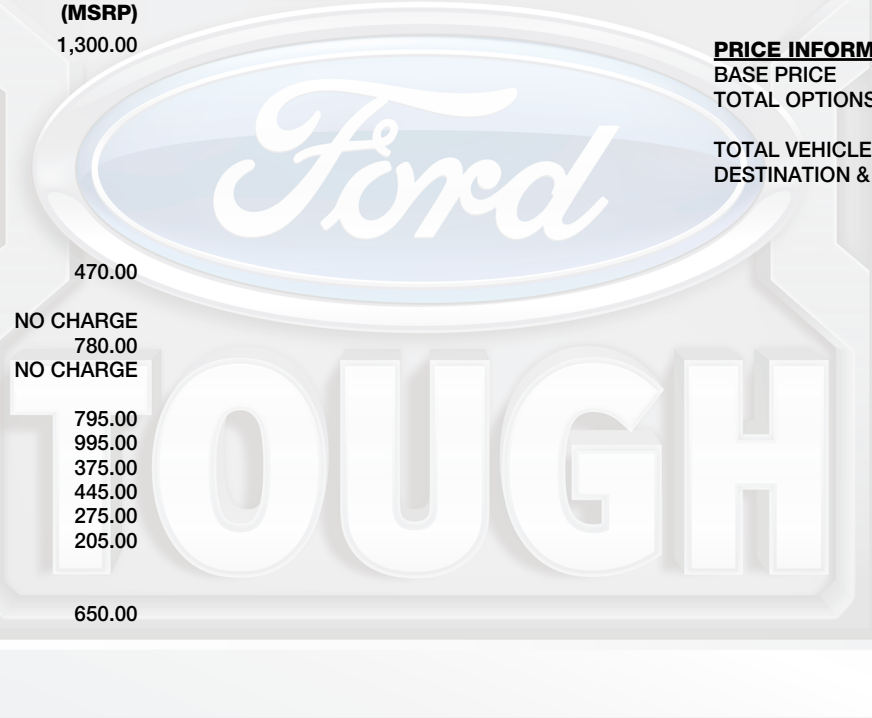 (MSRP)
1,300.00
470.00
NO CHARGE
780.00
NO CHARGE
795.00
995.00
375.00
445.00
275.00
205.00
650.00
PRICE INFORM
BASE PRICE
TOTAL OPTIONS
TOTAL VEHICLE
DESTINATION &
Ford
TOUGH